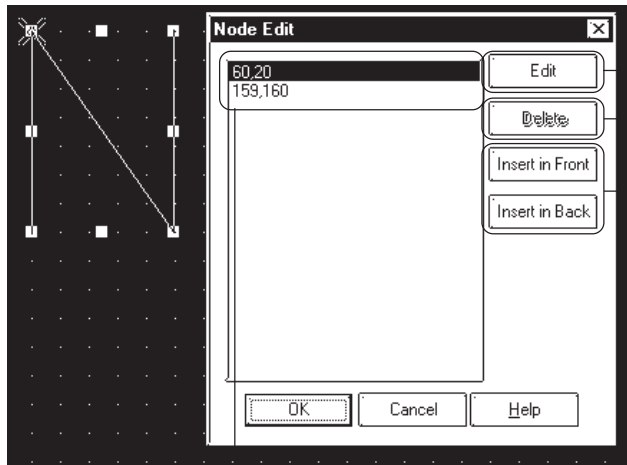 Node Edit
60,20
159,160
Edit
Delete
Insert in Front
Insert in Back
OK
Cancel
Help